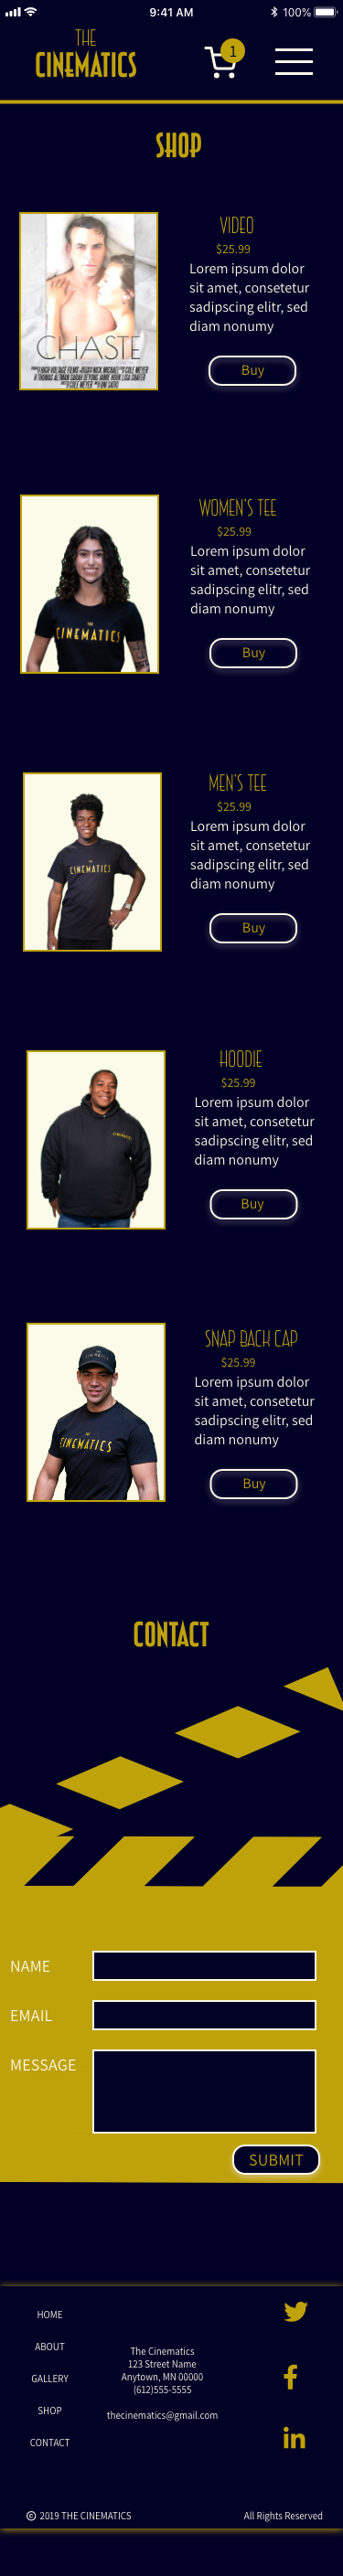 9:41 AM
100%
THE
CINEMATICS
1
SHOP
CHASTE
VIDEO
$25.99
Lorem ipsum dolor
sit amet, consetetur
sadipscing elitr, sed
diam nonumy
Buy
THE
CINEMATICS
WOMEN'S TEE
$25.99
Lorem ipsum dolor
sit amet, consetetur
sadipscing elitr, sed
diam nonumy
Buy
THE
CINEMATICS
MEN'S TEE
$25.99
Lorem ipsum dolor
sit amet, consetetur
sadipscing elitr, sed
diam nonumy
Buy
CINEMATICS
HOODIE
$25.99
Lorem ipsum dolor
sit amet, consetetur
sadipscing elitr, sed
diam nonumy
Buy
CINEMATICS
SNAP BACK CAP
$25.99
Lorem ipsum dolor
sit amet, consetetur
sadipscing elitr, sed
diam nonumy
Buy
CONTACT
NAME
EMAIL
MESSAGE
SUBMIT
HOME
ABOUT
GALLERY
SHOP
CONTACT
The Cinematics
123 Street Name
Anytown, MN 00000
(612)555-5555
thecinematics@gmail.com
© 2019 THE CINEMATICS
All Rights Reserved